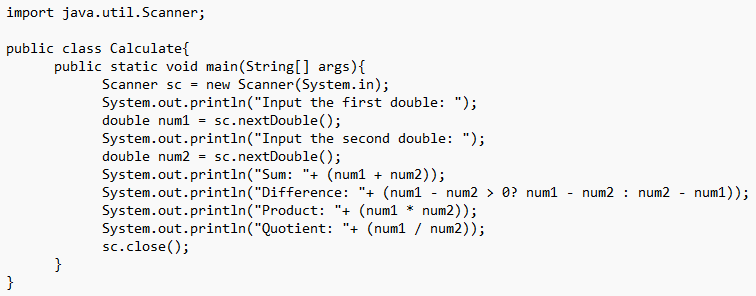 import java.util.Scanner;

public class Calculate{
      public static void main(String[] args){
            Scanner sc = new Scanner(System.in);
            System.out.println("Input the first double: ");
            double num1 = sc.nextDouble();
            System.out.println("Input the second double: ");
            double num2 = sc.nextDouble();
            System.out.println("Sum: "+ (num1 + num2));
            System.out.println("Difference: "+ (num1 - num2 > 0? num1 - num2 : num2 - num1));
            System.out.println("Product: "+ (num1 * num2));
            System.out.println("Quotient: "+ (num1 / num2));
            sc.close();
      }
}